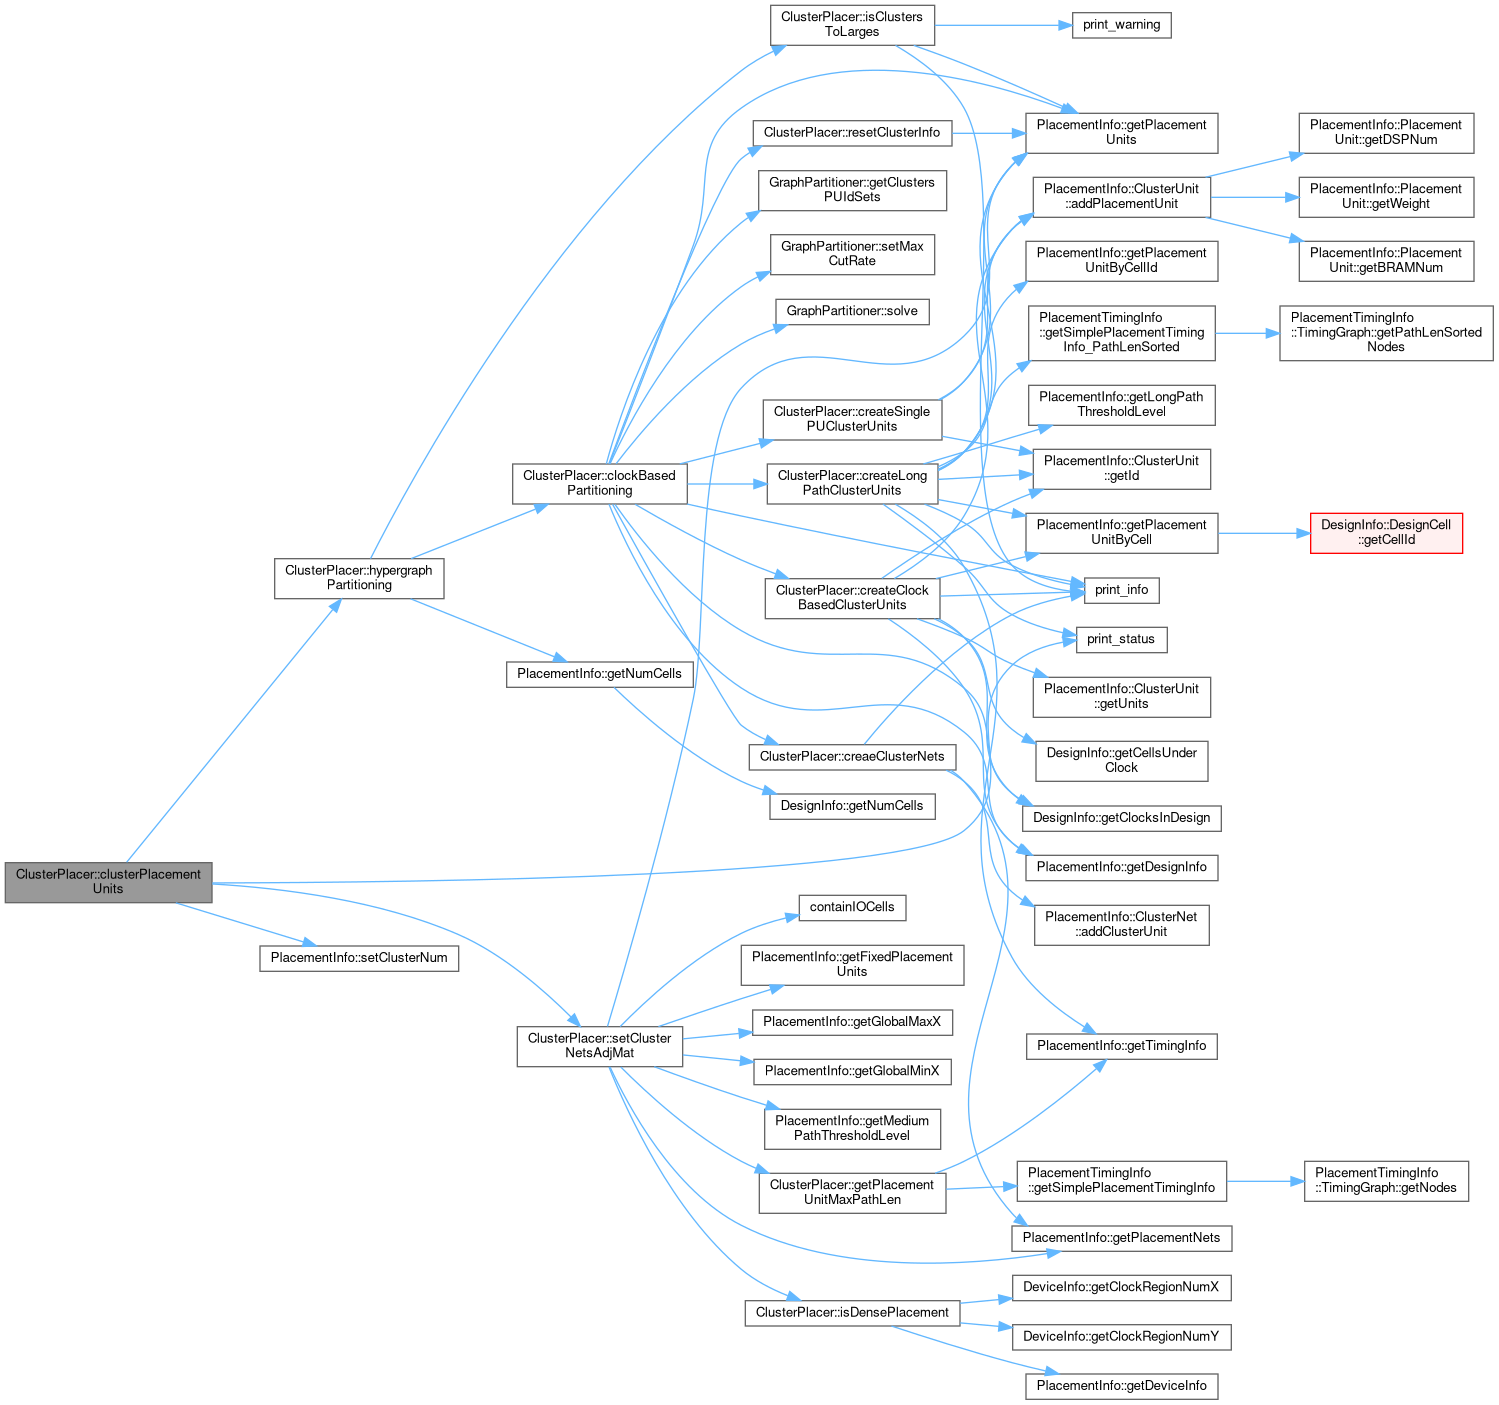 ClusterPlacer::clusterPlacement
Units
ClusterPlacer::hypergraph
Partitioning
PlacementInfo::setClusterNum
ClusterPlacer::clockBased
Partitioning
PlacementInfo::getNumCells
ClusterPlacer::setCluster
NetsAdjMat
ClusterPlacer::isClusters
ToLarges
ClusterPlacer::resetClusterInfo
GraphPartitioner::getClusters
PUIdSets
GraphPartitioner::setMax
CutRate
GraphPartitioner::solve
ClusterPlacer::createSingle
PUClusterUnits
ClusterPlacer::createLong
PathClusterUnits
ClusterPlacer::createClock
BasedClusterUnits
ClusterPlacer::creaeClusterNets
DesignInfo::getNumCells
containIOCells
PlacementInfo::getFixedPlacement
Units
PlacementInfo::getGlobalMaxX
PlacementInfo::getGlobalMinX
PlacementInfo::getMedium
PathThresholdLevel
ClusterPlacer::getPlacement
UnitMaxPathLen
ClusterPlacer::isDensePlacement
print_warning
PlacementInfo::getPlacement
Units
PlacementInfo::ClusterUnit
::addPlacementUnit
PlacementInfo::getPlacement
UnitByCellId
PlacementTimingInfo
::getSimplePlacementTiming
Info_PathLenSorted
PlacementInfo::getLongPath
ThresholdLevel
PlacementInfo::ClusterUnit
::getId
PlacementInfo::getPlacement
UnitByCell
print_info
print_status
PlacementInfo::ClusterUnit
::getUnits
DesignInfo::getCellsUnder
Clock
DesignInfo::getClocksInDesign
PlacementInfo::getDesignInfo
PlacementInfo::ClusterNet
::addClusterUnit
PlacementInfo::getTimingInfo
PlacementTimingInfo
::getSimplePlacementTimingInfo
PlacementInfo::getPlacementNets
DeviceInfo::getClockRegionNumX
DeviceInfo::getClockRegionNumY
PlacementInfo::getDeviceInfo
PlacementInfo::Placement
Unit::getDSPNum
PlacementInfo::Placement
Unit::getWeight
PlacementInfo::Placement
Unit::getBRAMNum
PlacementTimingInfo
::TimingGraph::getPathLenSorted
Nodes
DesignInfo::DesignCell
::getCellId
PlacementTimingInfo
::TimingGraph::getNodes